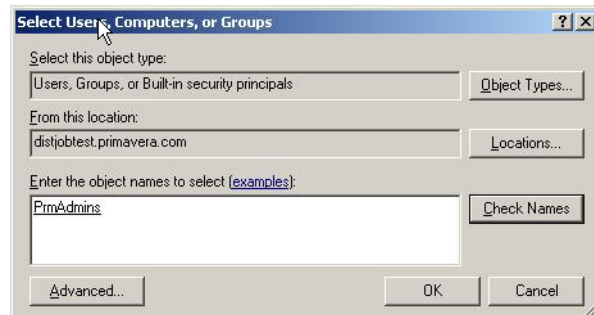 Select Users, Computers, or Groups
Select this object type:
Users, Groups, or Built-in security principals
Object Types...
From this location:
distjobtest.primavera.com
Locations...
Enter the object names to select (examples):
PrmAdmins
Check Names
Advanced...
OK
Cancel